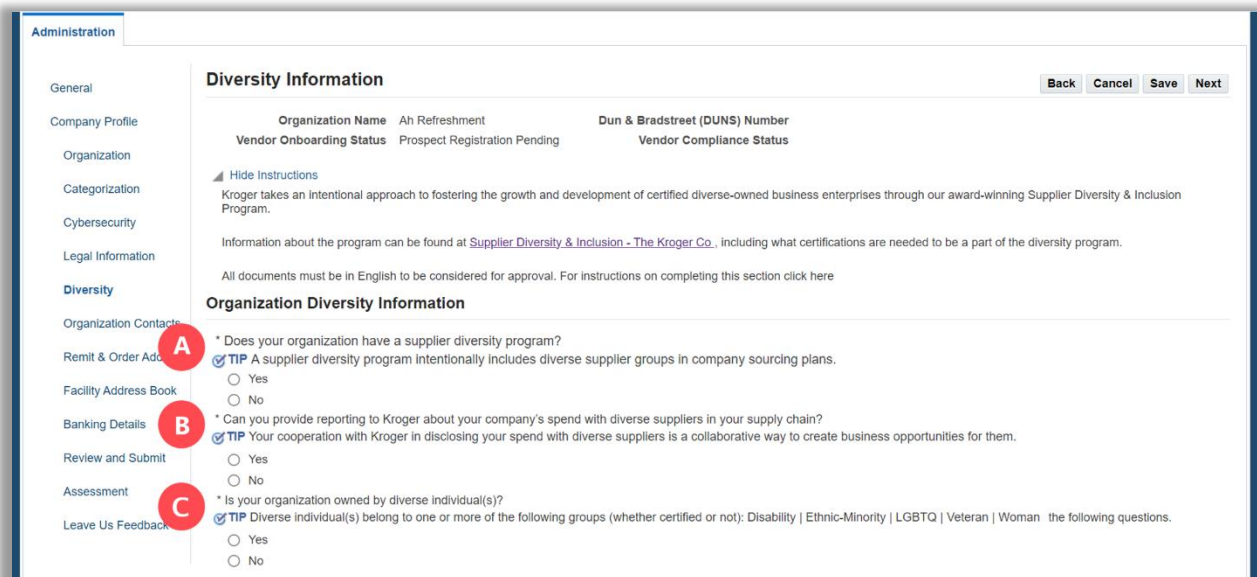 Administration
General
Company Profile
Organization
Categorization
Cybersecurity
Legal Information
Diversity
Organization Contacts
Remit & Order Add
Facility Address Book
Banking Details
Review and Submit
Assessment
Leave Us Feedback
Diversity Information
Back Cancel Save Next
Organization Name Ah Refreshment Dun & Bradstreet (DUNS) Number
Vendor Onboarding Status Prospect Registration Pending Vendor Compliance Status
Hide Instructions
Kroger takes an intentional approach to fostering the growth and development of certified diverse-owned business enterprises through our award-winning Supplier Diversity & Inclusion
Program.
Information about the program can be found at Supplier Diversity & Inclusion - The Kroger Co , including what certifications are needed to be a part of the diversity program.
All documents must be in English to be considered for approval. For instructions on completing this section click here
Organization Diversity Information
A
* Does your organization have a supplier diversity program?
TIP A supplier diversity program intentionally includes diverse supplier groups in company sourcing plans.
Yes
No
B
* Can you provide reporting to Kroger about your company's spend with diverse suppliers in your supply chain?
TIP Your cooperation with Kroger in disclosing your spend with diverse suppliers is a collaborative way to create business opportunities for them.
Yes
No
C
* Is your organization owned by diverse individual(s)?
TIP Diverse individual(s) belong to one or more of the following groups (whether certified or not): Disability | Ethnic-Minority | LGBTQ | Veteran | Woman the following questions.
Yes
No